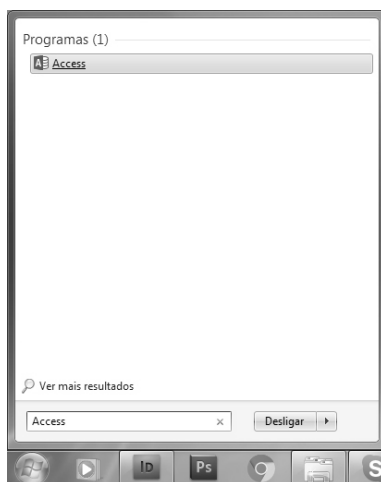 Programas (1)
Access
Ver mais resultados
Access
Desligar
ID
Ps
S